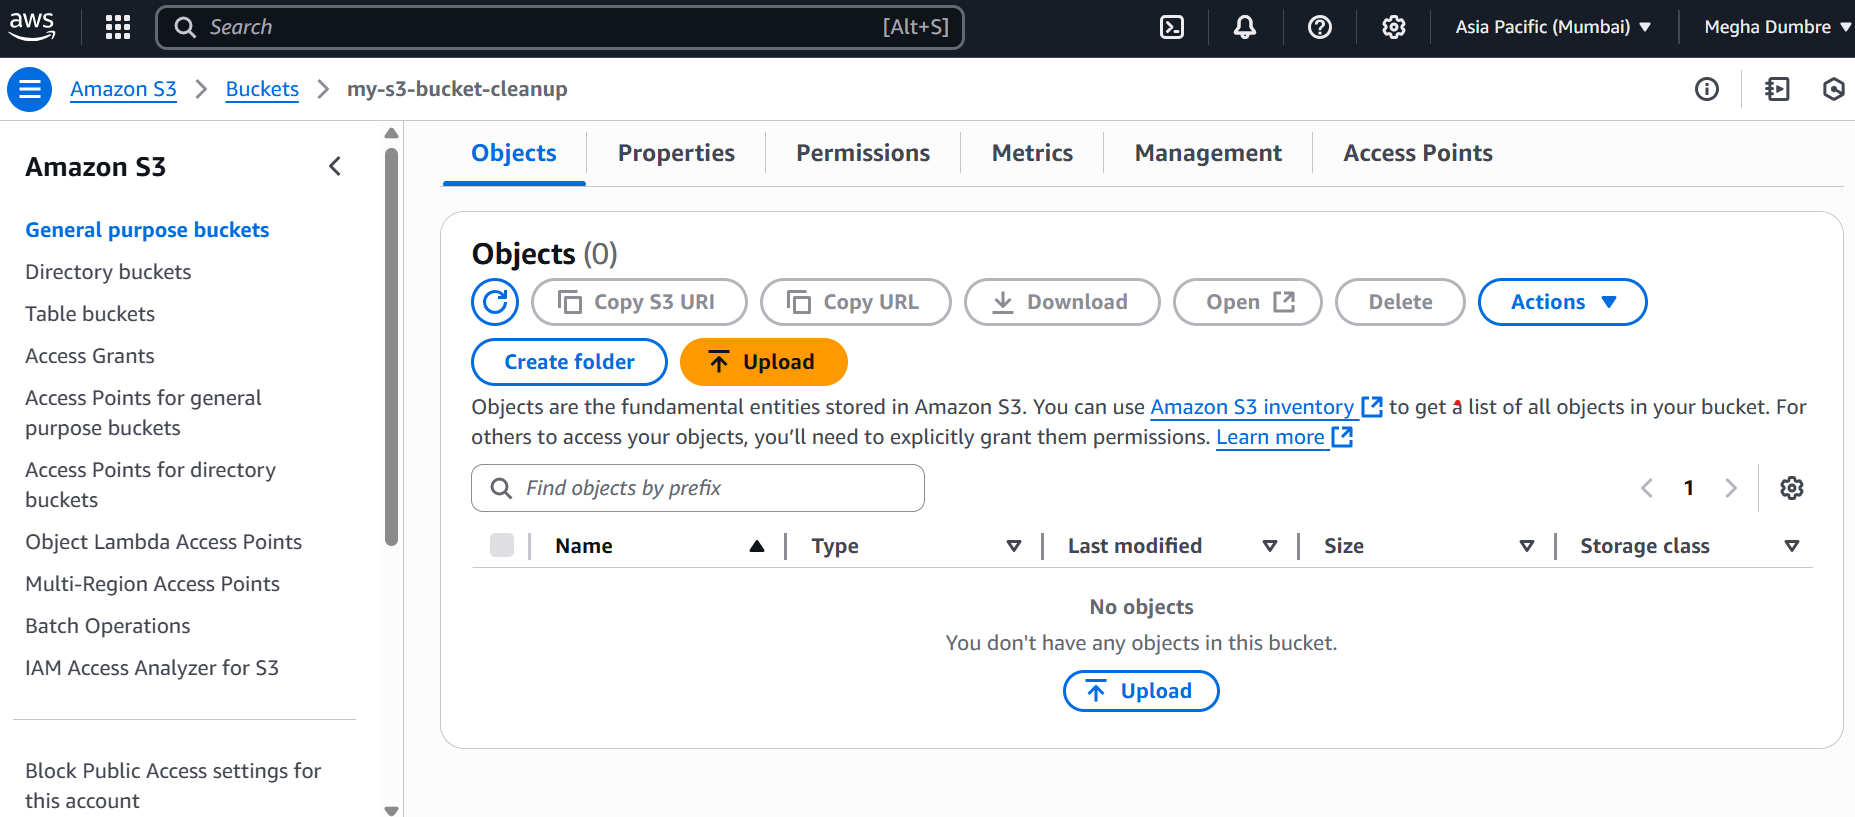 aws
Search [Alt+S]
Asia Pacific (Mumbai)
Megha Dumbre
Amazon S3
Buckets
my-s3-bucket-cleanup
Amazon S3
General purpose buckets
Directory buckets
Table buckets
Access Grants
Access Points for general
purpose buckets
Access Points for directory
buckets
Object Lambda Access Points
Multi-Region Access Points
Batch Operations
IAM Access Analyzer for S3
Block Public Access settings for
this account
Objects
Properties
Permissions
Metrics
Management
Access Points
Objects (0)
Copy S3 URI
Copy URL
Download
Open
Delete
Actions
Create folder
Upload
Objects are the fundamental entities stored in Amazon S3. You can use Amazon S3 inventory to get a list of all objects in your bucket. For
others to access your objects, you'll need to explicitly grant them permissions. Learn more
Find objects by prefix
1
Name
Type
Last modified
Size
Storage class
No objects
You don't have any objects in this bucket.
Upload